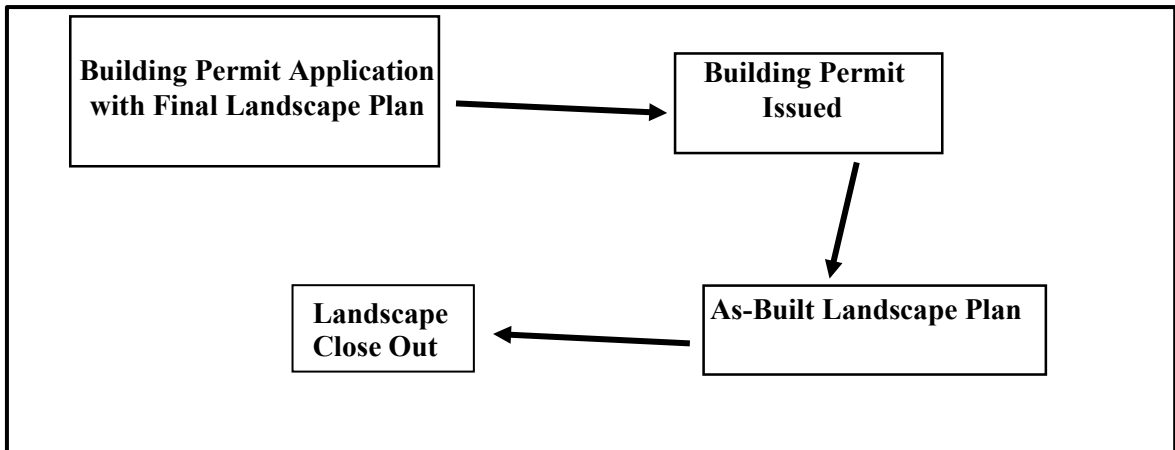 Building Permit Application
with Final Landscape Plan
Building Permit
Issued
As-Built Landscape Plan
Landscape
Close Out